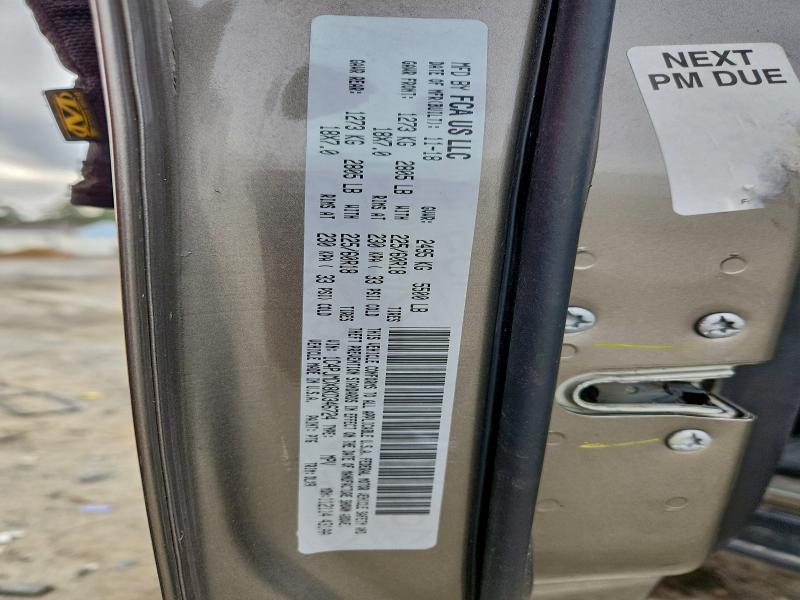 MFD BY FCA US LLC
DATE OF MFR(BUILT): 11-18 GVWR: 2495 KG 5500 LB
GAWR FRONT: 1273 KG 2805 LB WITH 225/60R18 TIRES
18X7.0 RIMS AT 230 KPA ( 33 PSI) COLD
GAWR REAR: 1273 KG 2805 LB WITH 225/60R18 TIRES
18X7.0 RIMS AT 230 KPA ( 33 PSI) COLD
THIS VEHICLE CONFORMS TO ALL APPLICABLE U.S.A. FEDERAL MOTOR VEHICLE SAFETY AND
THEFT PREVENTION STANDARDS IN EFFECT ON THE DATE OF MANUFACTURE SHOWN ABOVE.
VIN: TYPE: MPV
VEHICLE MADE IN U.S.A. PAINT: TRIM:
NEXT
PM DUE